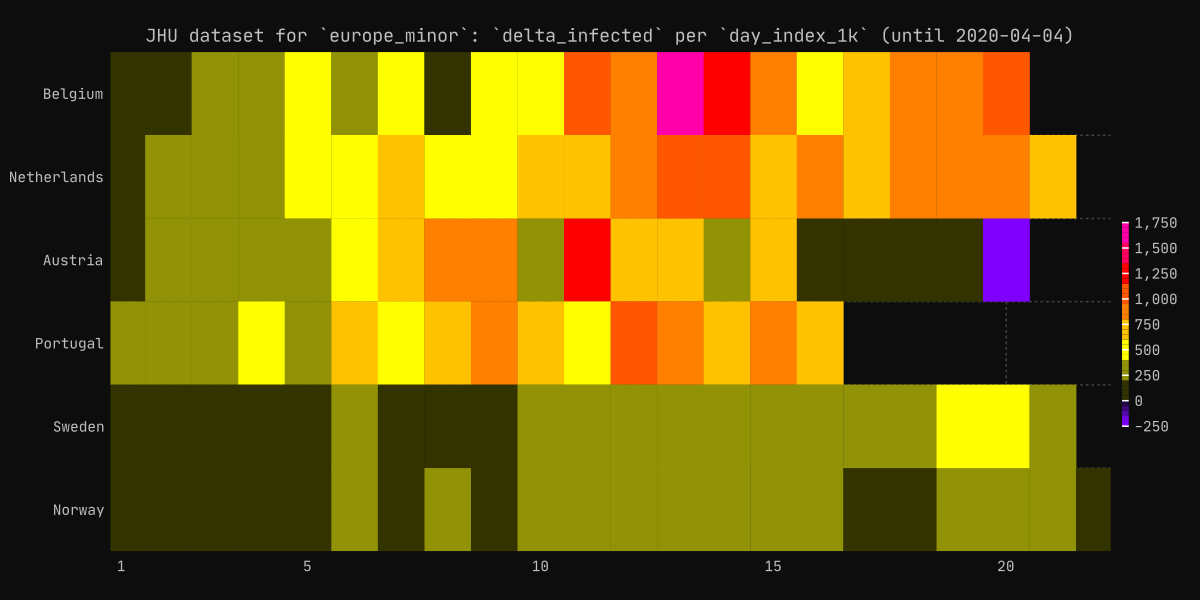 JHU dataset for `europe_minor`: `delta_infected` per `day_index_1k` (until 2020-04-04)
Belgium
Netherlands
Austria
Portugal
Sweden
Norway
1 5 10 15 20
1,750
1,500
1,250
1,000
750
500
250
0
-250